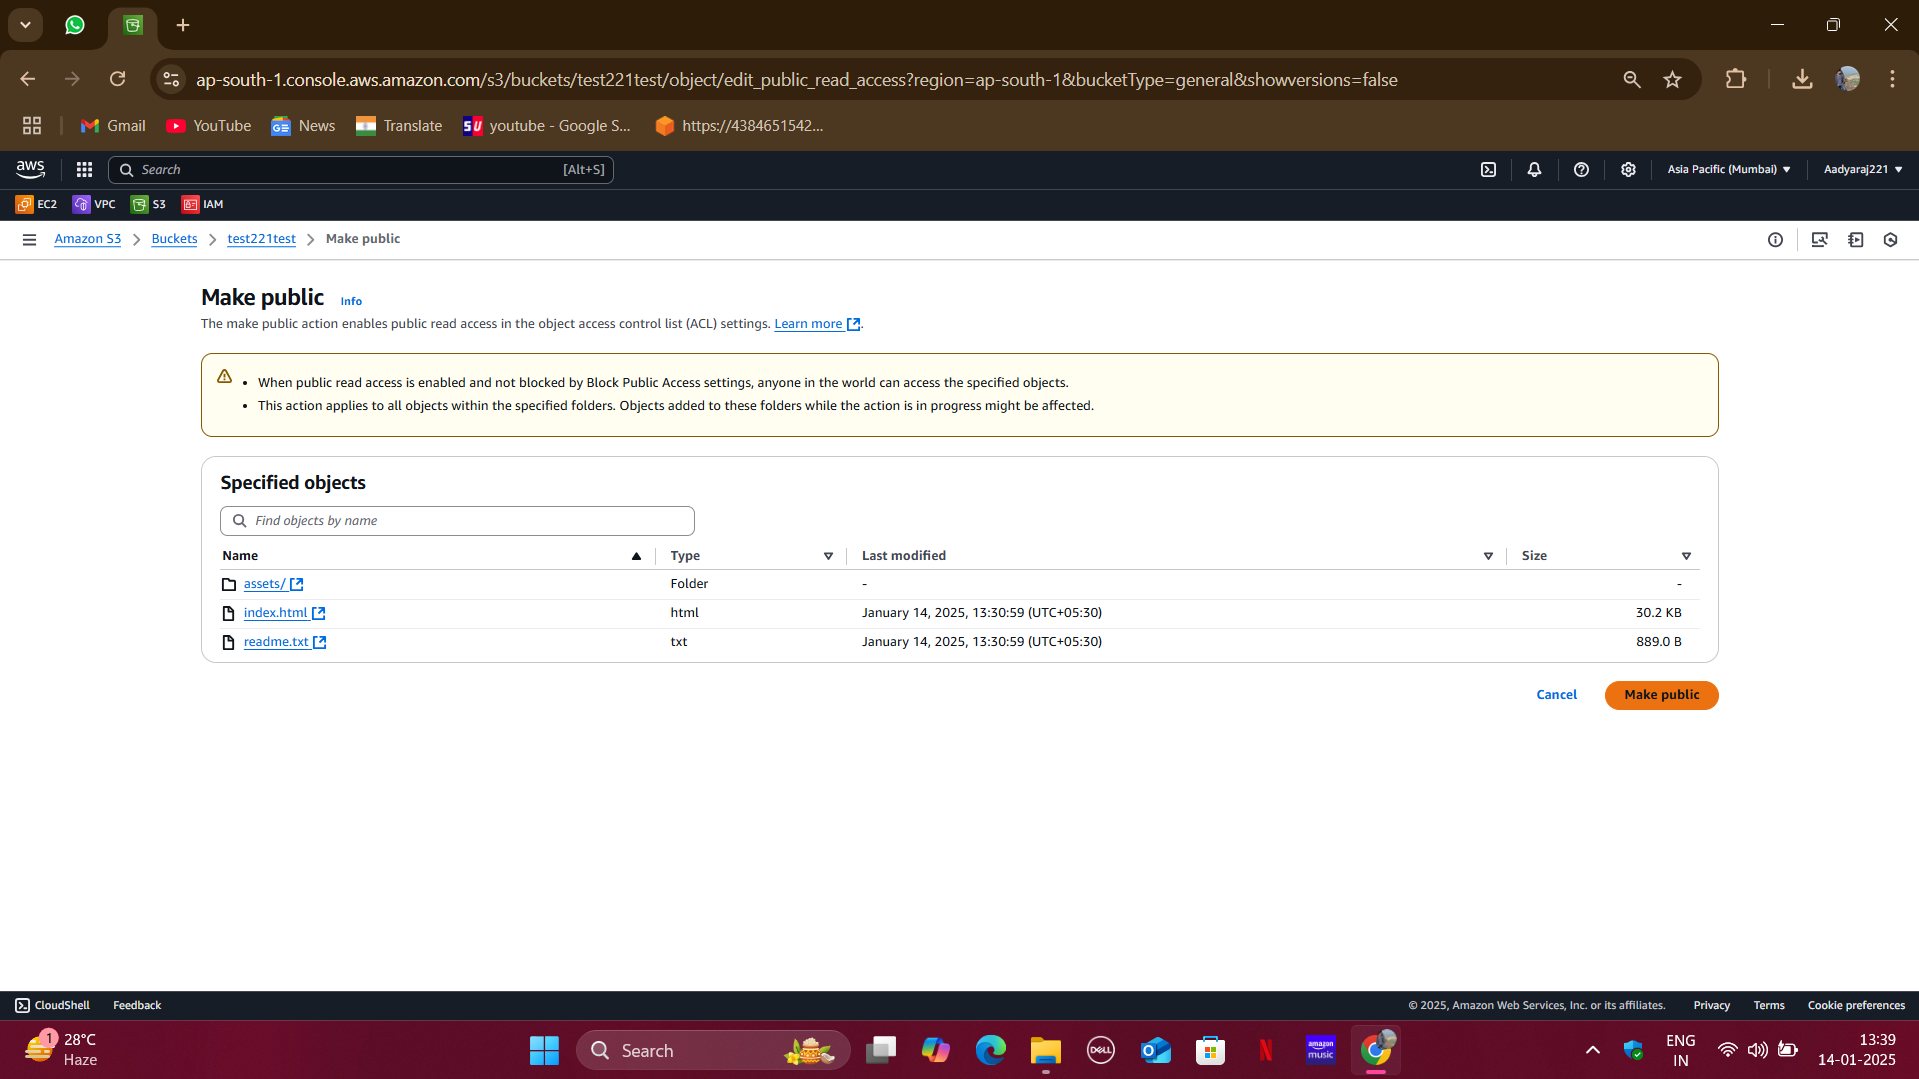 ap-south-1.console.aws.amazon.com/s3/buckets/test221test/object/edit_public_read_access?region=ap-south-1&bucketType=general&showversions=false
Gmail YouTube News Translate youtube - Google S... https://4384651542...
aws Search [Alt+S] Asia Pacific (Mumbai) Aadyaraj221
EC2 VPC S3 IAM
Amazon S3 Buckets test221test Make public
Make public Info
The make public action enables public read access in the object access control list (ACL) settings. Learn more.
When public read access is enabled and not blocked by Block Public Access settings, anyone in the world can access the specified objects.
This action applies to all objects within the specified folders. Objects added to these folders while the action is in progress might be affected.
Specified objects
Find objects by name
Name Type Last modified Size
assets/ Folder - -
index.html html January 14, 2025, 13:30:59 (UTC+05:30) 30.2 KB
readme.txt txt January 14, 2025, 13:30:59 (UTC+05:30) 889.0 B
Cancel Make public
CloudShell Feedback © 2025, Amazon Web Services, Inc. or its affiliates. Privacy Terms Cookie preferences
1 28°C
Haze
Search
DELL
amazon music
ENG
IN
13:39
14-01-2025